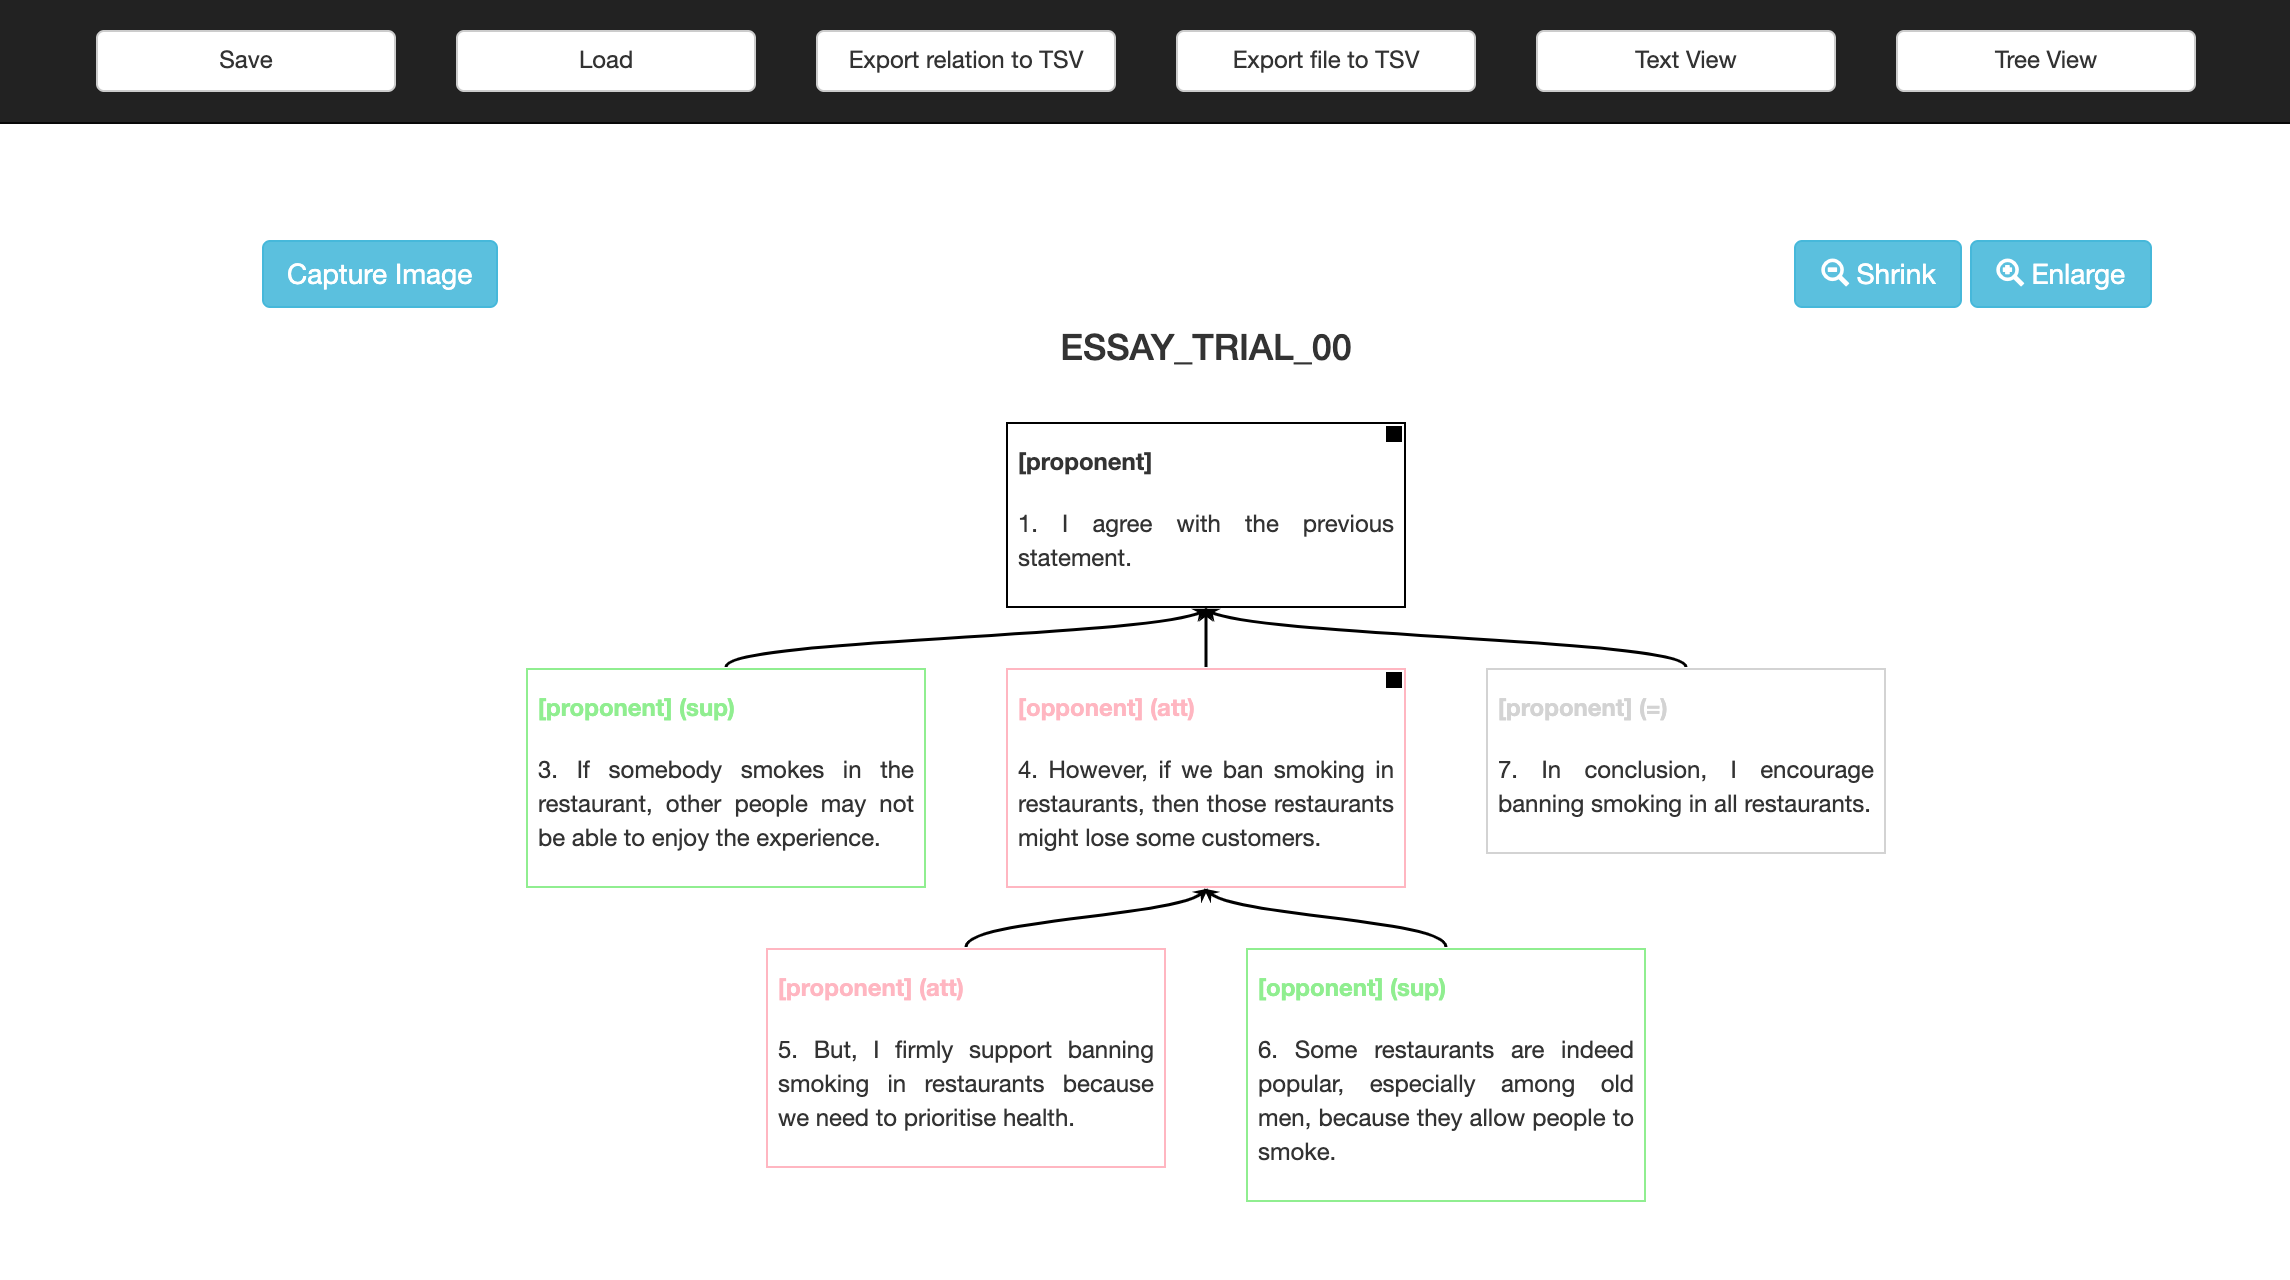 Save
Load
Export relation to TSV
Export file to TSV
Text View
Tree View
Capture Image
Shrink
Enlarge
ESSAY_TRIAL_00
[proponent]
1. I agree with the previous
statement.
[proponent] (sup)
3. If somebody smokes in the
restaurant, other people may not
be able to enjoy the experience.
[opponent] (att)
4. However, if we ban smoking in
restaurants, then those restaurants
might lose some customers.
[proponent] (=)
7. In conclusion, I encourage
banning smoking in all restaurants.
[proponent] (att)
5. But, I firmly support banning
smoking in restaurants because
we need to prioritise health.
[opponent] (sup)
6. Some restaurants are indeed
popular, especially among old
men, because they allow people to
smoke.